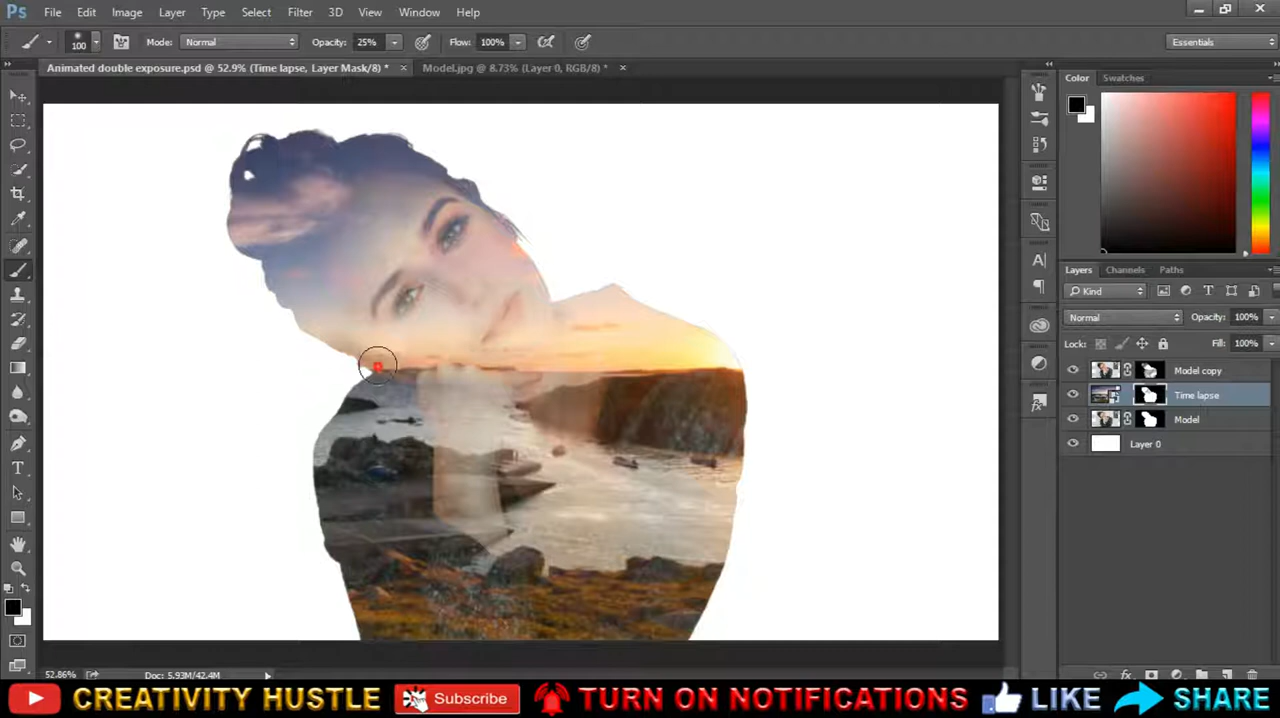 Ps File Edit Image Layer Type Select Filter 3D View Window Help
100 Mode: Normal Opacity: 25% Flow: 100% Essentials
Animated double exposure.psd @ 52.9% (Time lapse, Layer Mask/8) * × Model.jpg @ 8.73% (Layer 0, RGB/8) * ×
Color Swatches
Layers Channels Paths
Kind
Normal Opacity: 100%
Lock: Fill: 100%
Model copy
Time lapse
Model
Layer 0
52.86% Doc: 5.93M/42.4M
CREATIVITY HUSTLE Subscribe TURN ON NOTIFICATIONS LIKE SHARE